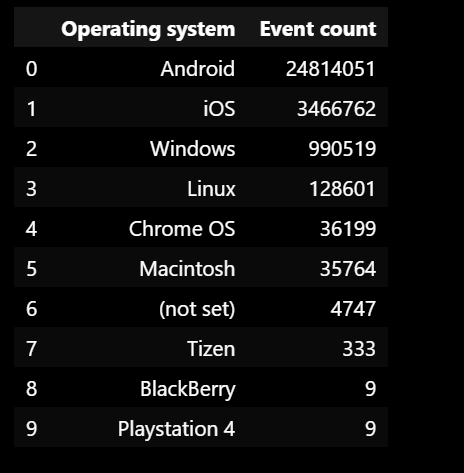 Operating system Event count
0 Android 24814051
1 iOS 3466762
2 Windows 990519
3 Linux 128601
4 Chrome OS 36199
5 Macintosh 35764
6 (not set) 4747
7 Tizen 333
8 BlackBerry 9
9 Playstation 4 9